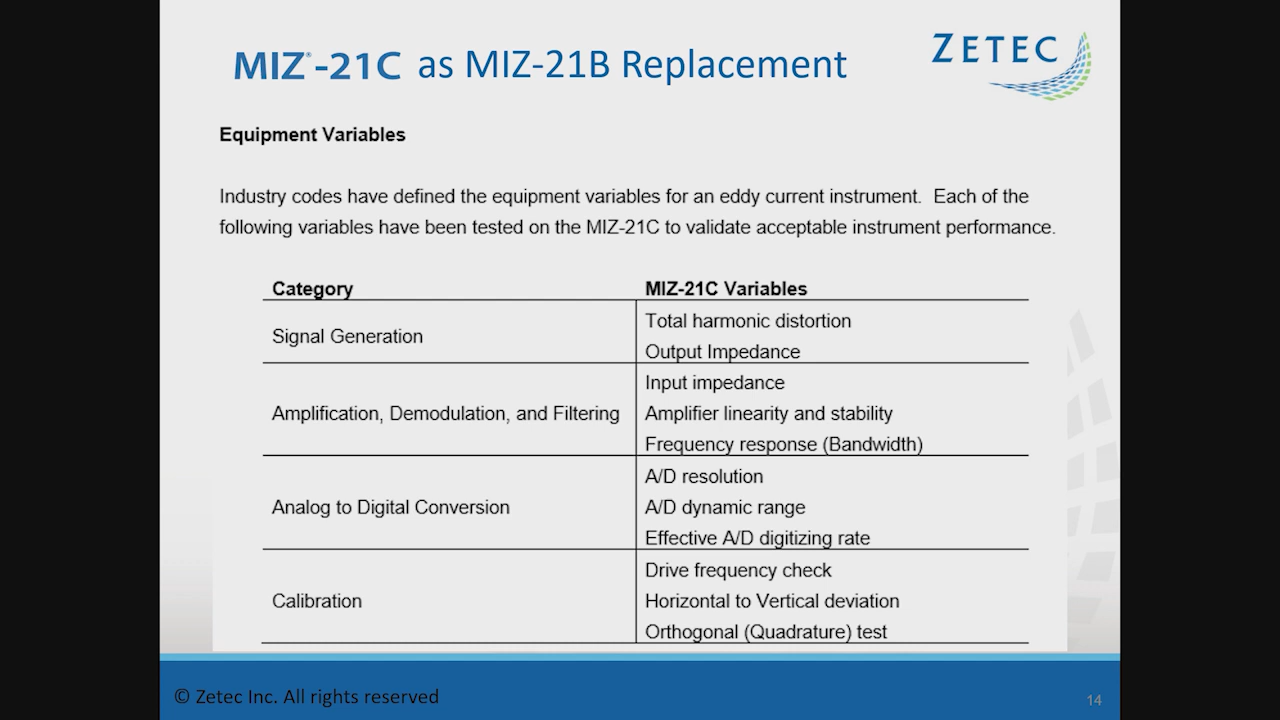 MIZ®-21C as MIZ-21B Replacement
ZETEC
Equipment Variables
Industry codes have defined the equipment variables for an eddy current instrument. Each of the
following variables have been tested on the MIZ-21C to validate acceptable instrument performance.
Category MIZ-21C Variables
Signal Generation
Total harmonic distortion
Output Impedance
Amplification, Demodulation, and Filtering
Input impedance
Amplifier linearity and stability
Frequency response (Bandwidth)
Analog to Digital Conversion
A/D resolution
A/D dynamic range
Effective A/D digitizing rate
Calibration
Drive frequency check
Horizontal to Vertical deviation
Orthogonal (Quadrature) test
© Zetec Inc. All rights reserved
14